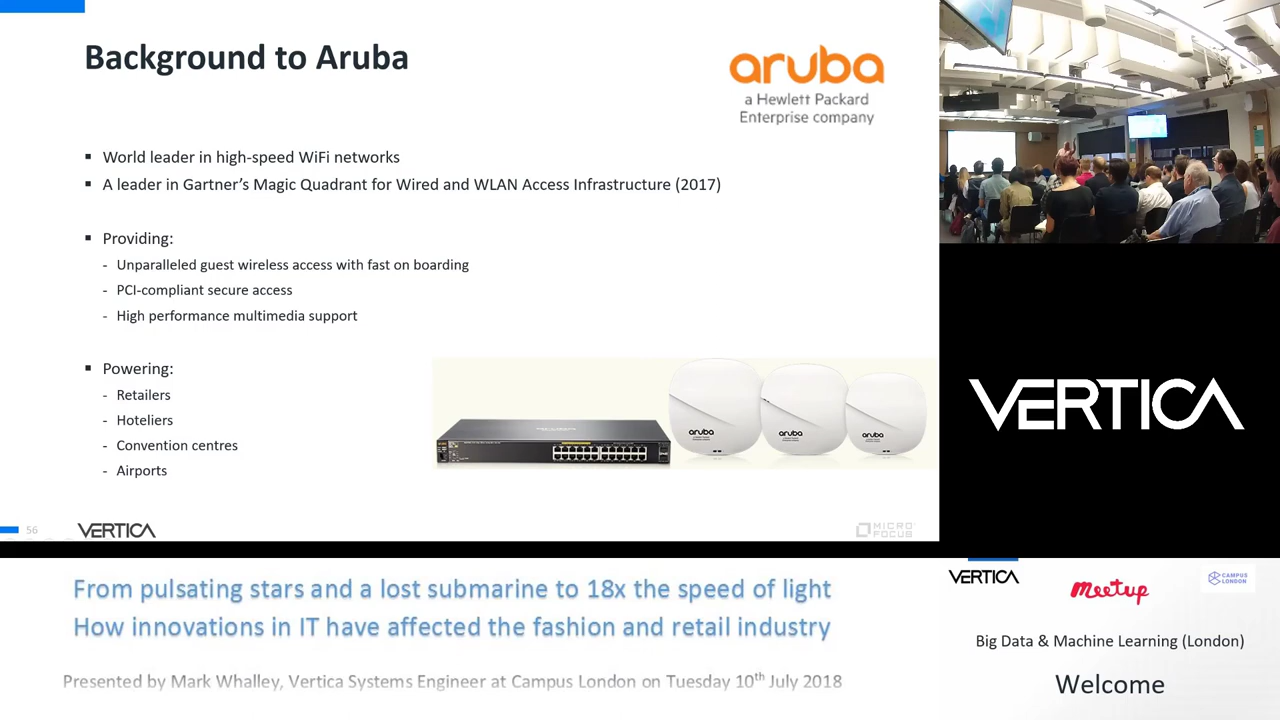 Background to Aruba
aruba
a Hewlett Packard
Enterprise company
World leader in high-speed WiFi networks
A leader in Gartner's Magic Quadrant for Wired and WLAN Access Infrastructure (2017)
Providing:
- Unparalleled guest wireless access with fast on boarding
- PCI-compliant secure access
- High performance multimedia support
Powering:
- Retailers
- Hoteliers
- Convention centres
- Airports
aruba
aruba
aruba
56
VERTICA
MICRO
FOCUS
VERTICA
From pulsating stars and a lost submarine to 18x the speed of light
How innovations in IT have affected the fashion and retail industry
Presented by Mark Whalley, Vertica Systems Engineer at Campus London on Tuesday 10th July 2018
VERTICA
meetup
CAMPUS
LONDON
Big Data & Machine Learning (London)
Welcome